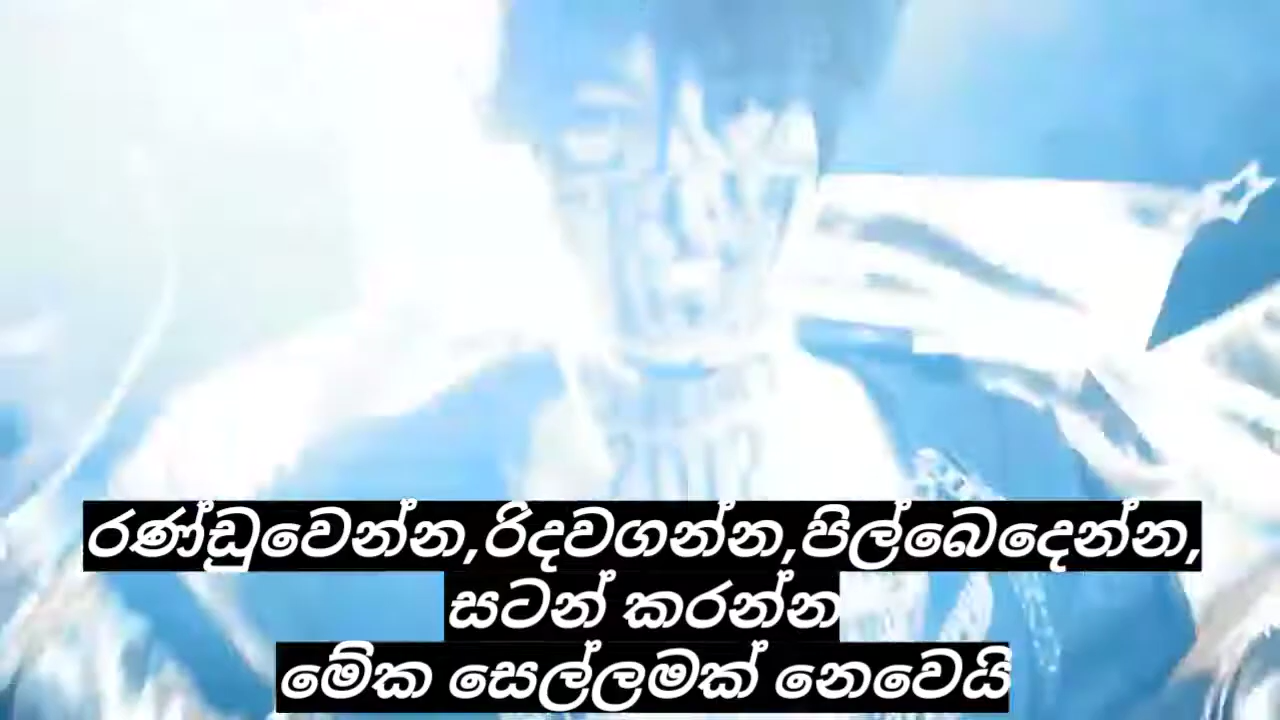 රණ්ඩුවෙන්න,රිදවගන්න,පිල්බෙදෙන්න,
සටන් කරන්න
මේක සෙල්ලමක් නෙවෙයි